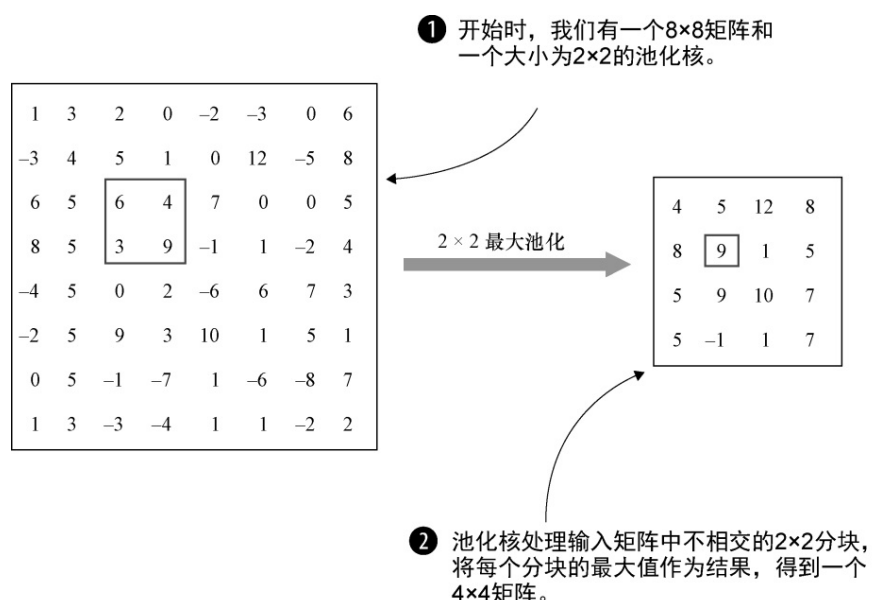 ❶ 开始时，我们有一个8×8矩阵和
一个大小为2×2的池化核。
1 3 2 0 –2 –3 0 6
–3 4 5 1 0 12 –5 8
6 5 6 4 7 0 0 5
8 5 3 9 –1 1 –2 4
–4 5 0 2 –6 6 7 3
–2 5 9 3 10 1 5 1
0 5 –1 –7 1 –6 –8 7
1 3 –3 –4 1 1 –2 2
2 × 2 最大池化
4 5 12 8
8 9 1 5
5 9 10 7
5 –1 1 7
❷ 池化核处理输入矩阵中不相交的2×2分块，
将每个分块的最大值作为结果，得到一个
4×4矩阵。